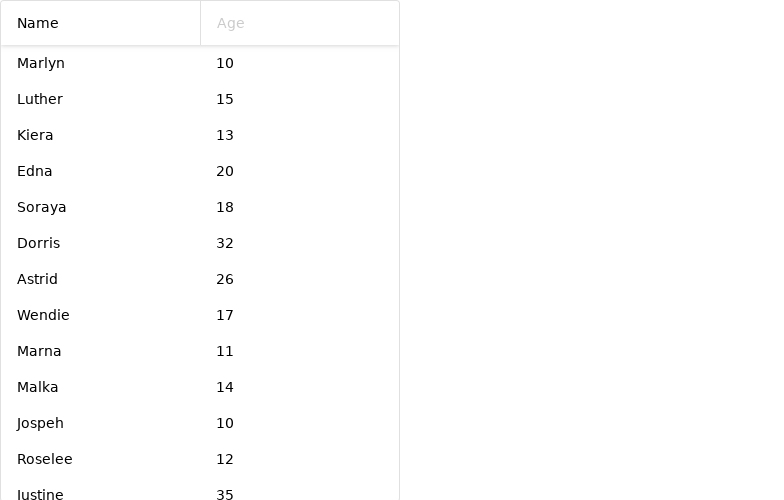 Name Age
Marlyn 10
Luther 15
Kiera 13
Edna 20
Soraya 18
Dorris 32
Astrid 26
Wendie 17
Marna 11
Malka 14
Jospeh 10
Roselee 12
Justine 35